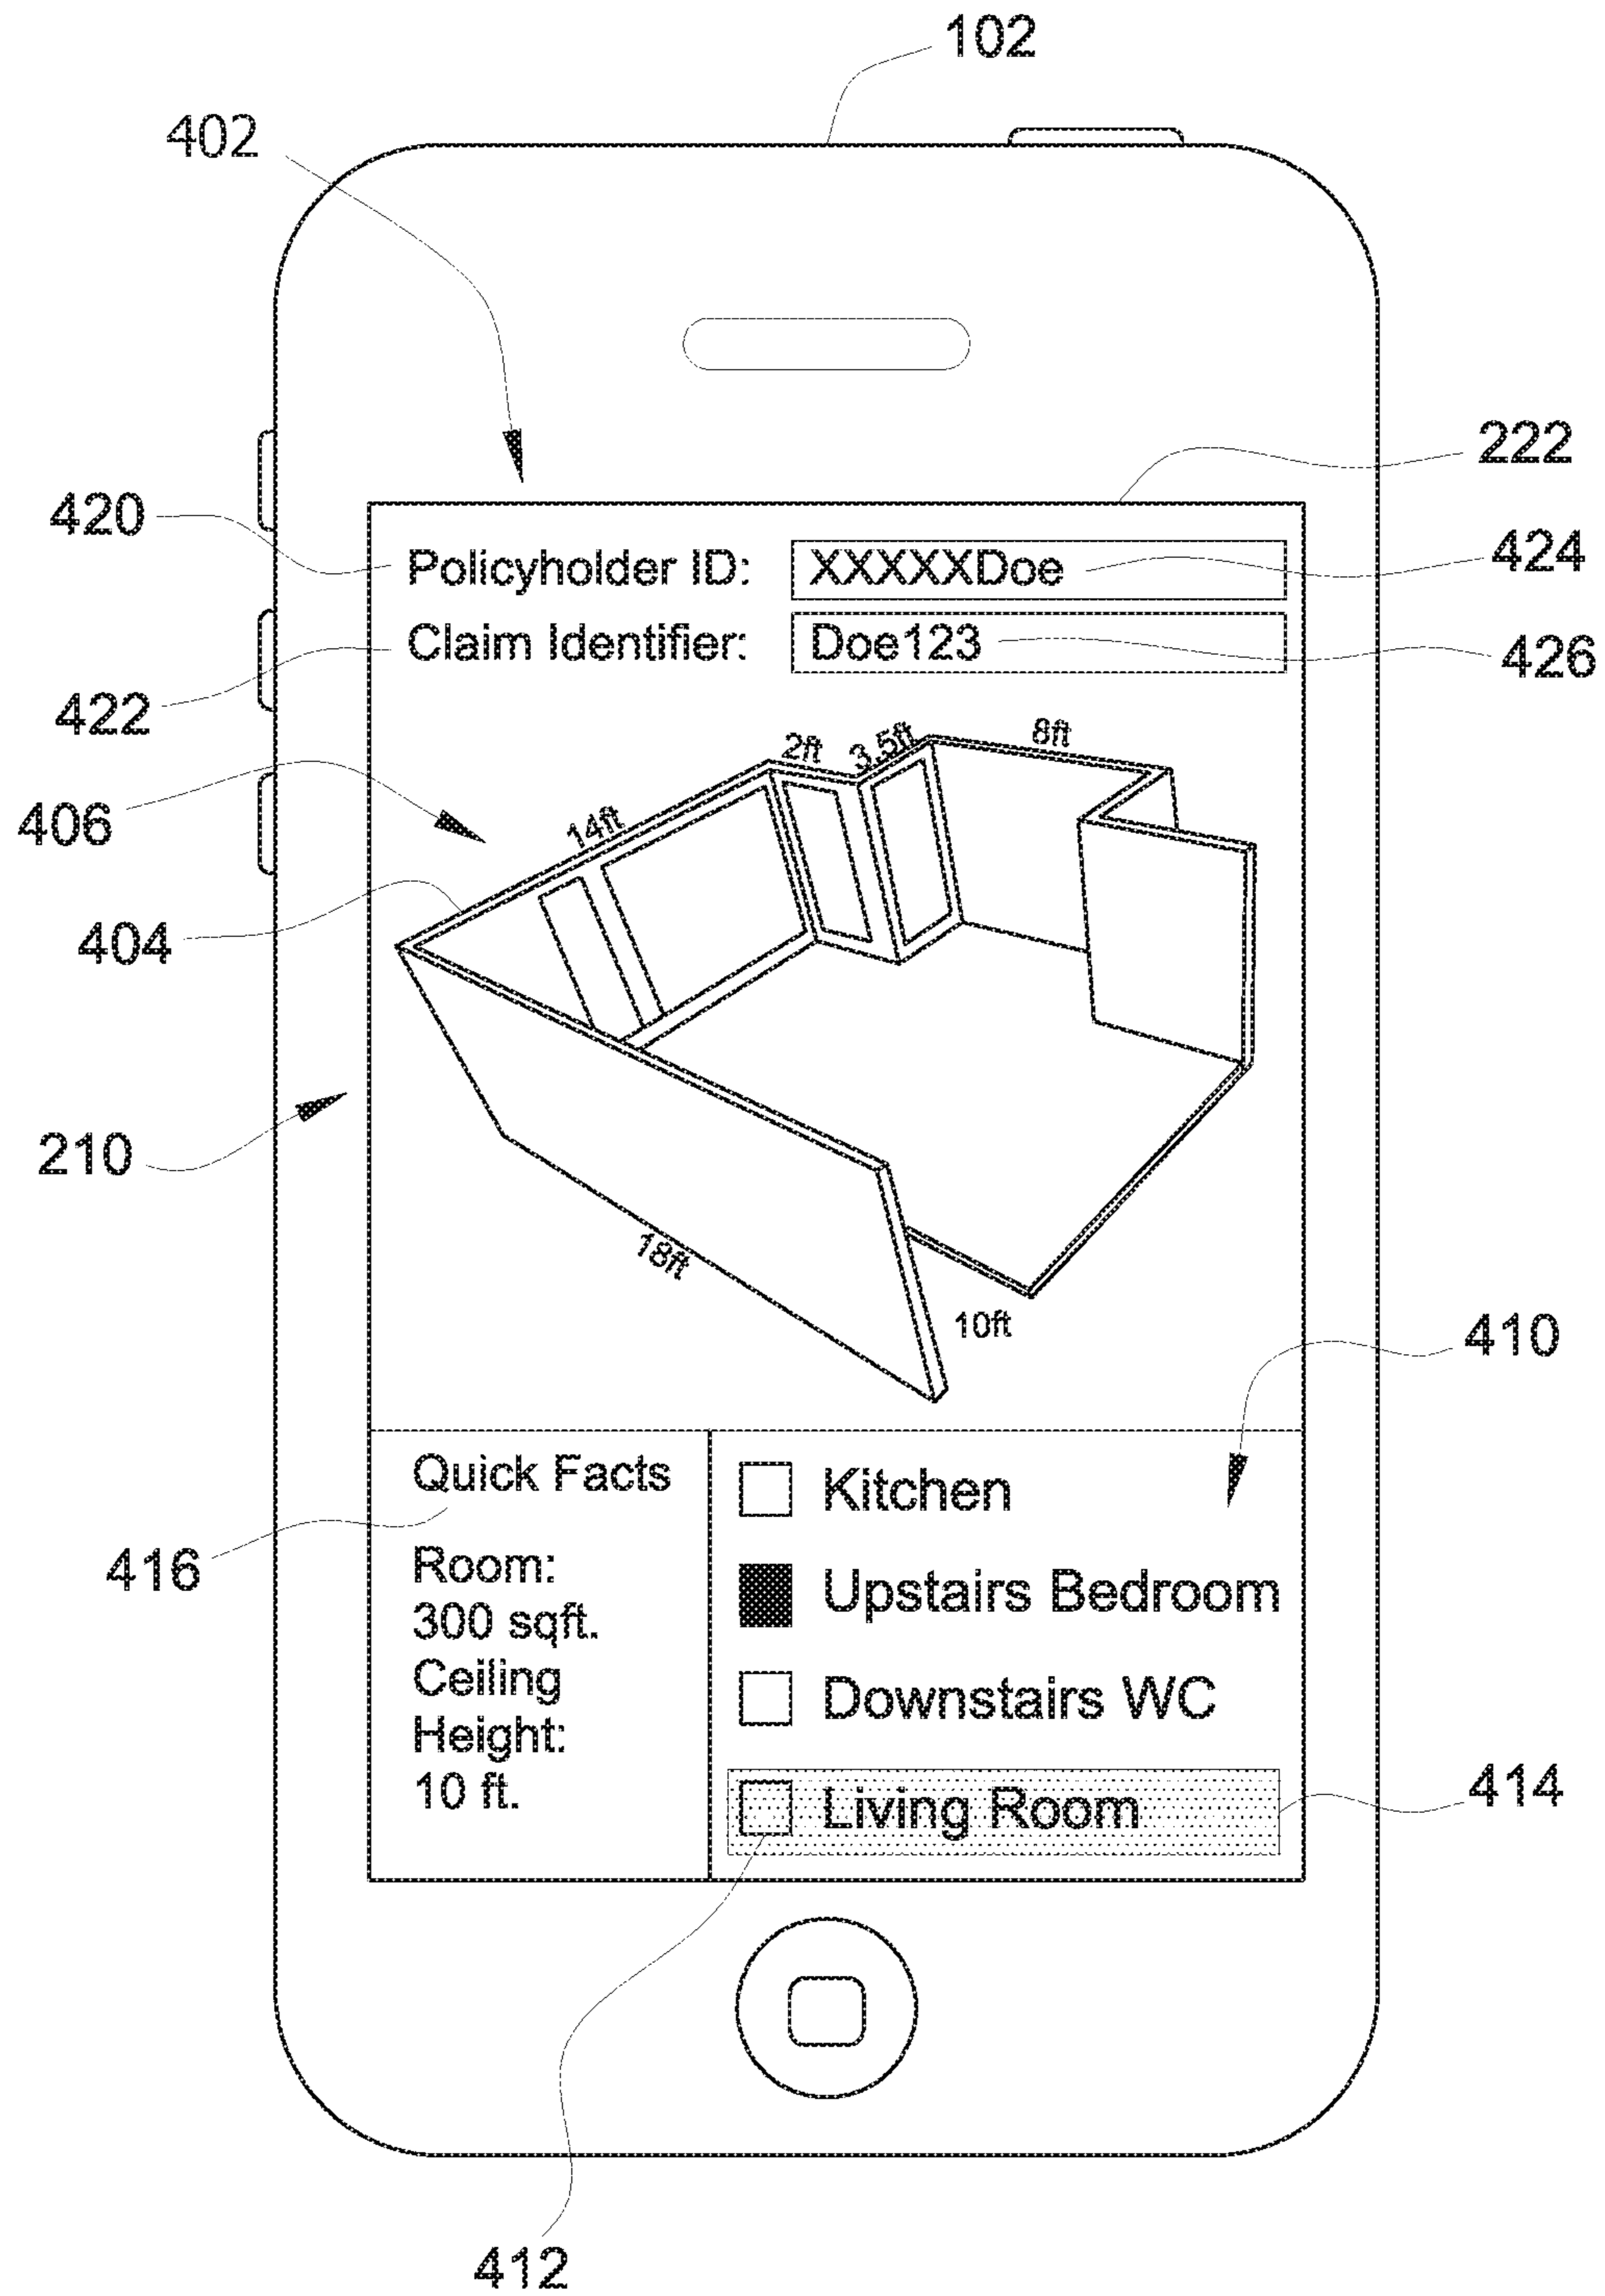 102
402
222
420
Policyholder ID: XXXXXDoe
424
Claim Identifier: Doe123
426
422
2ft
3.5ft
8ft
406
14ft
404
210
18ft
10ft
410
Quick Facts
416
Room:
300 sqft.
Ceiling
Height:
10 ft.
Kitchen
Upstairs Bedroom
Downstairs WC
Living Room
414
412